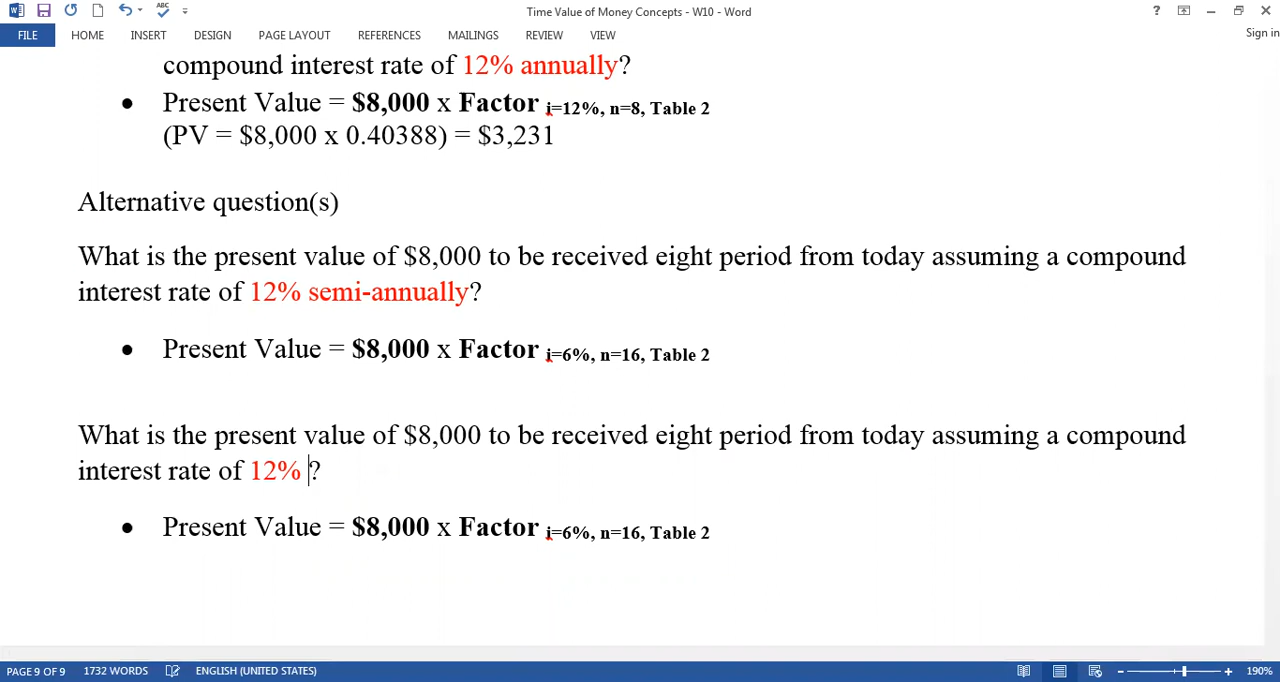 Time Value of Money Concepts - W10 - Word
Sign in
FILE HOME INSERT DESIGN PAGE LAYOUT REFERENCES MAILINGS REVIEW VIEW
compound interest rate of 12% annually?
• Present Value = $8,000 x Factor i=12%, n=8, Table 2
(PV = $8,000 x 0.40388) = $3,231
Alternative question(s)
What is the present value of $8,000 to be received eight period from today assuming a compound
interest rate of 12% semi-annually?
• Present Value = $8,000 x Factor i=6%, n=16, Table 2
What is the present value of $8,000 to be received eight period from today assuming a compound
interest rate of 12% ?
• Present Value = $8,000 x Factor i=6%, n=16, Table 2
PAGE 9 OF 9 1732 WORDS ENGLISH (UNITED STATES) 190%